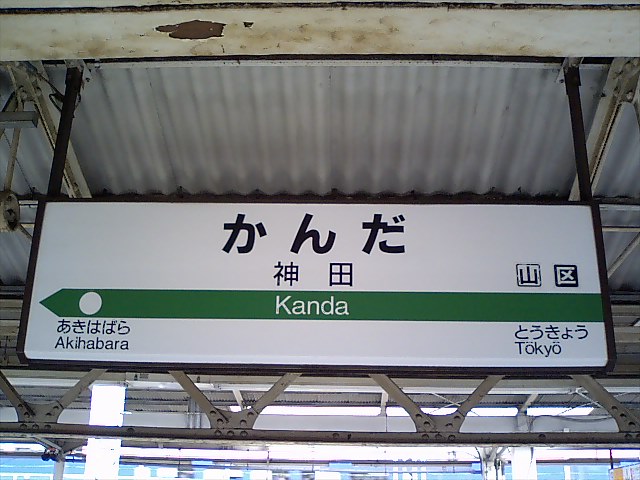 かんだ
神田
山 区
Kanda
あきはばら
Akihabara
とうきょう
Tōkyō